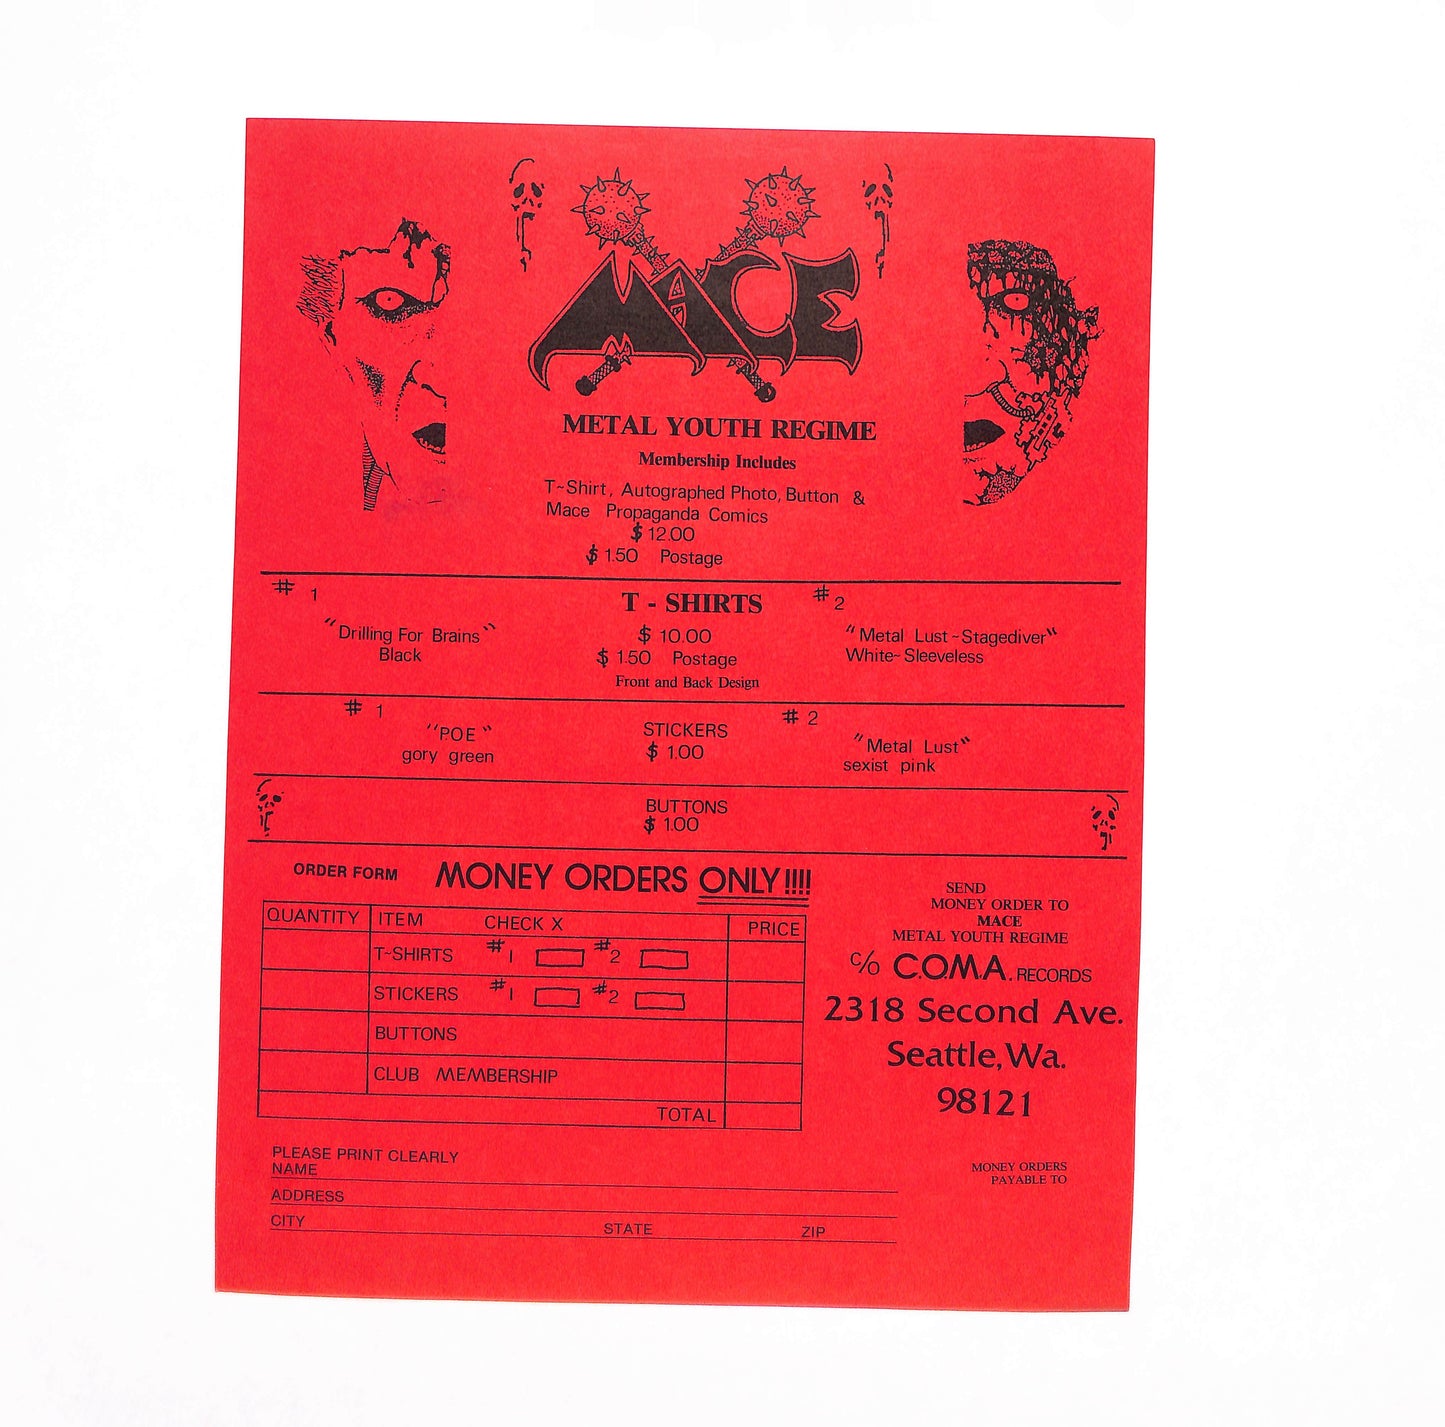 MACE
METAL YOUTH REGIME
Membership Includes
T-Shirt, Autographed Photo, Button &
Mace Propaganda Comics
$12.00
$1.50 Postage
# 1
T - SHIRTS
# 2
"Drilling For Brains"
Black
$10.00
$1.50 Postage
Front and Back Design
"Metal Lust~Stagediver"
White~Sleeveless
# 1
"POE"
gory green
STICKERS
$1.00
# 2
"Metal Lust"
sexist pink
BUTTONS
$1.00
ORDER FORM
MONEY ORDERS ONLY!!!!
QUANTITY ITEM CHECK X PRICE
T~SHIRTS #1 #2
STICKERS #1 #2
BUTTONS
CLUB MEMBERSHIP
TOTAL
SEND
MONEY ORDER TO
MACE
METAL YOUTH REGIME
c/o C.O.M.A. RECORDS
2318 Second Ave.
Seattle, Wa.
98121
MONEY ORDERS
PAYABLE TO
PLEASE PRINT CLEARLY
NAME
ADDRESS
CITY STATE ZIP